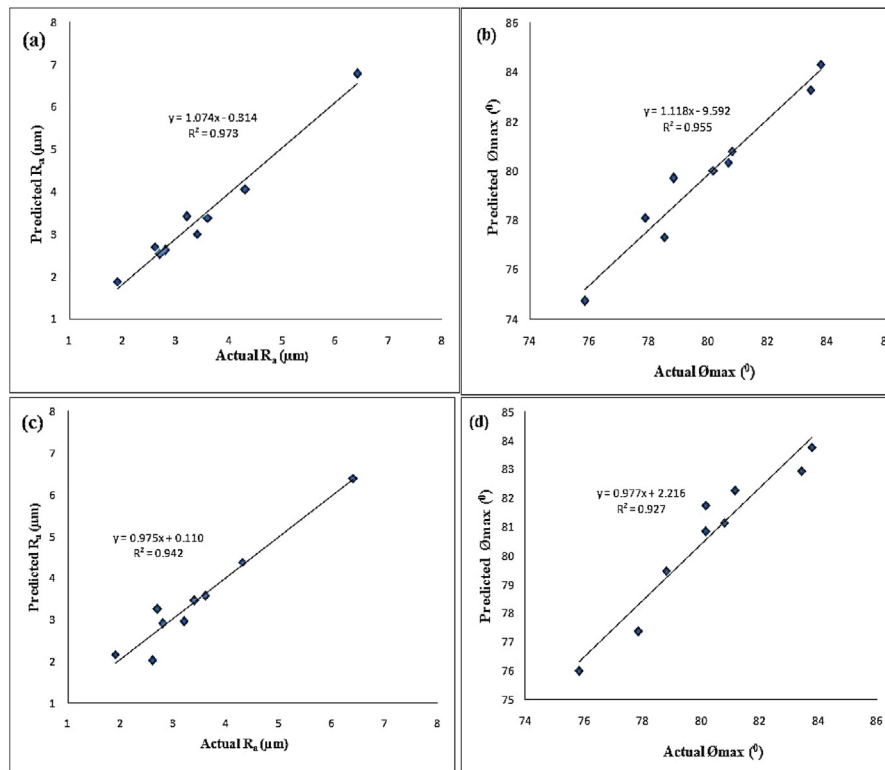 (a)
8
7
6
5
4
3
2
1
Predicted Rₐ (µm)
y = 1.074x - 0.314
R² = 0.973
1 2 3 4 5 6 7 8
Actual Rₐ (µm)
(b)
86
84
82
80
78
76
74
Predicted Ømax (⁰)
y = 1.118x - 9.592
R² = 0.955
74 76 78 80 82 84 86
Actual Ømax (⁰)
(c)
8
7
6
5
4
3
2
1
Predicted Rₐ (µm)
y = 0.975x + 0.110
R² = 0.942
1 2 3 4 5 6 7 8
Actual Rₐ (µm)
(d)
85
84
83
82
81
80
79
78
77
76
75
Predicted Ømax (⁰)
y = 0.977x + 2.216
R² = 0.927
74 76 78 80 82 84 86
Actual Ømax (⁰)